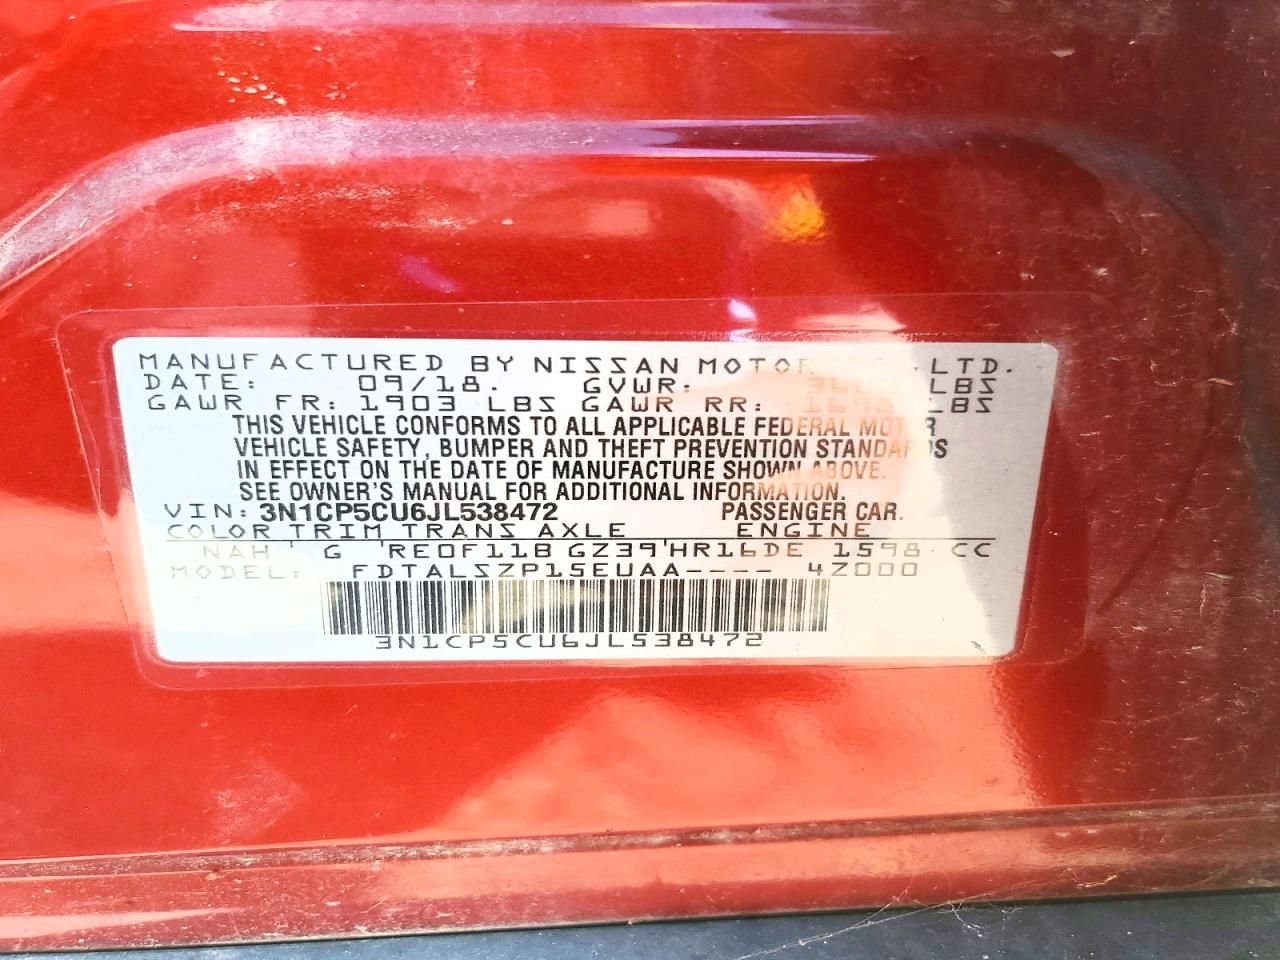 MANUFACTURED BY NISSAN MOTOR LTD.
DATE: 09/18. GVWR: LBS
GAWR FR: 1903 LBS GAWR RR: LBS
THIS VEHICLE CONFORMS TO ALL APPLICABLE FEDERAL MOTOR
VEHICLE SAFETY, BUMPER AND THEFT PREVENTION STANDARDS
IN EFFECT ON THE DATE OF MANUFACTURE SHOWN ABOVE.
SEE OWNER'S MANUAL FOR ADDITIONAL INFORMATION.
VIN: 3N1CP5CU6JL538472 PASSENGER CAR.
COLOR TRIM TRANS AXLE ENGINE
NAH G RE0F11B GZ39 HR16DE 1598 CC
MODEL: FDTALSZP15EUAA---- 4Z000
3N1CP5CU6JL538472